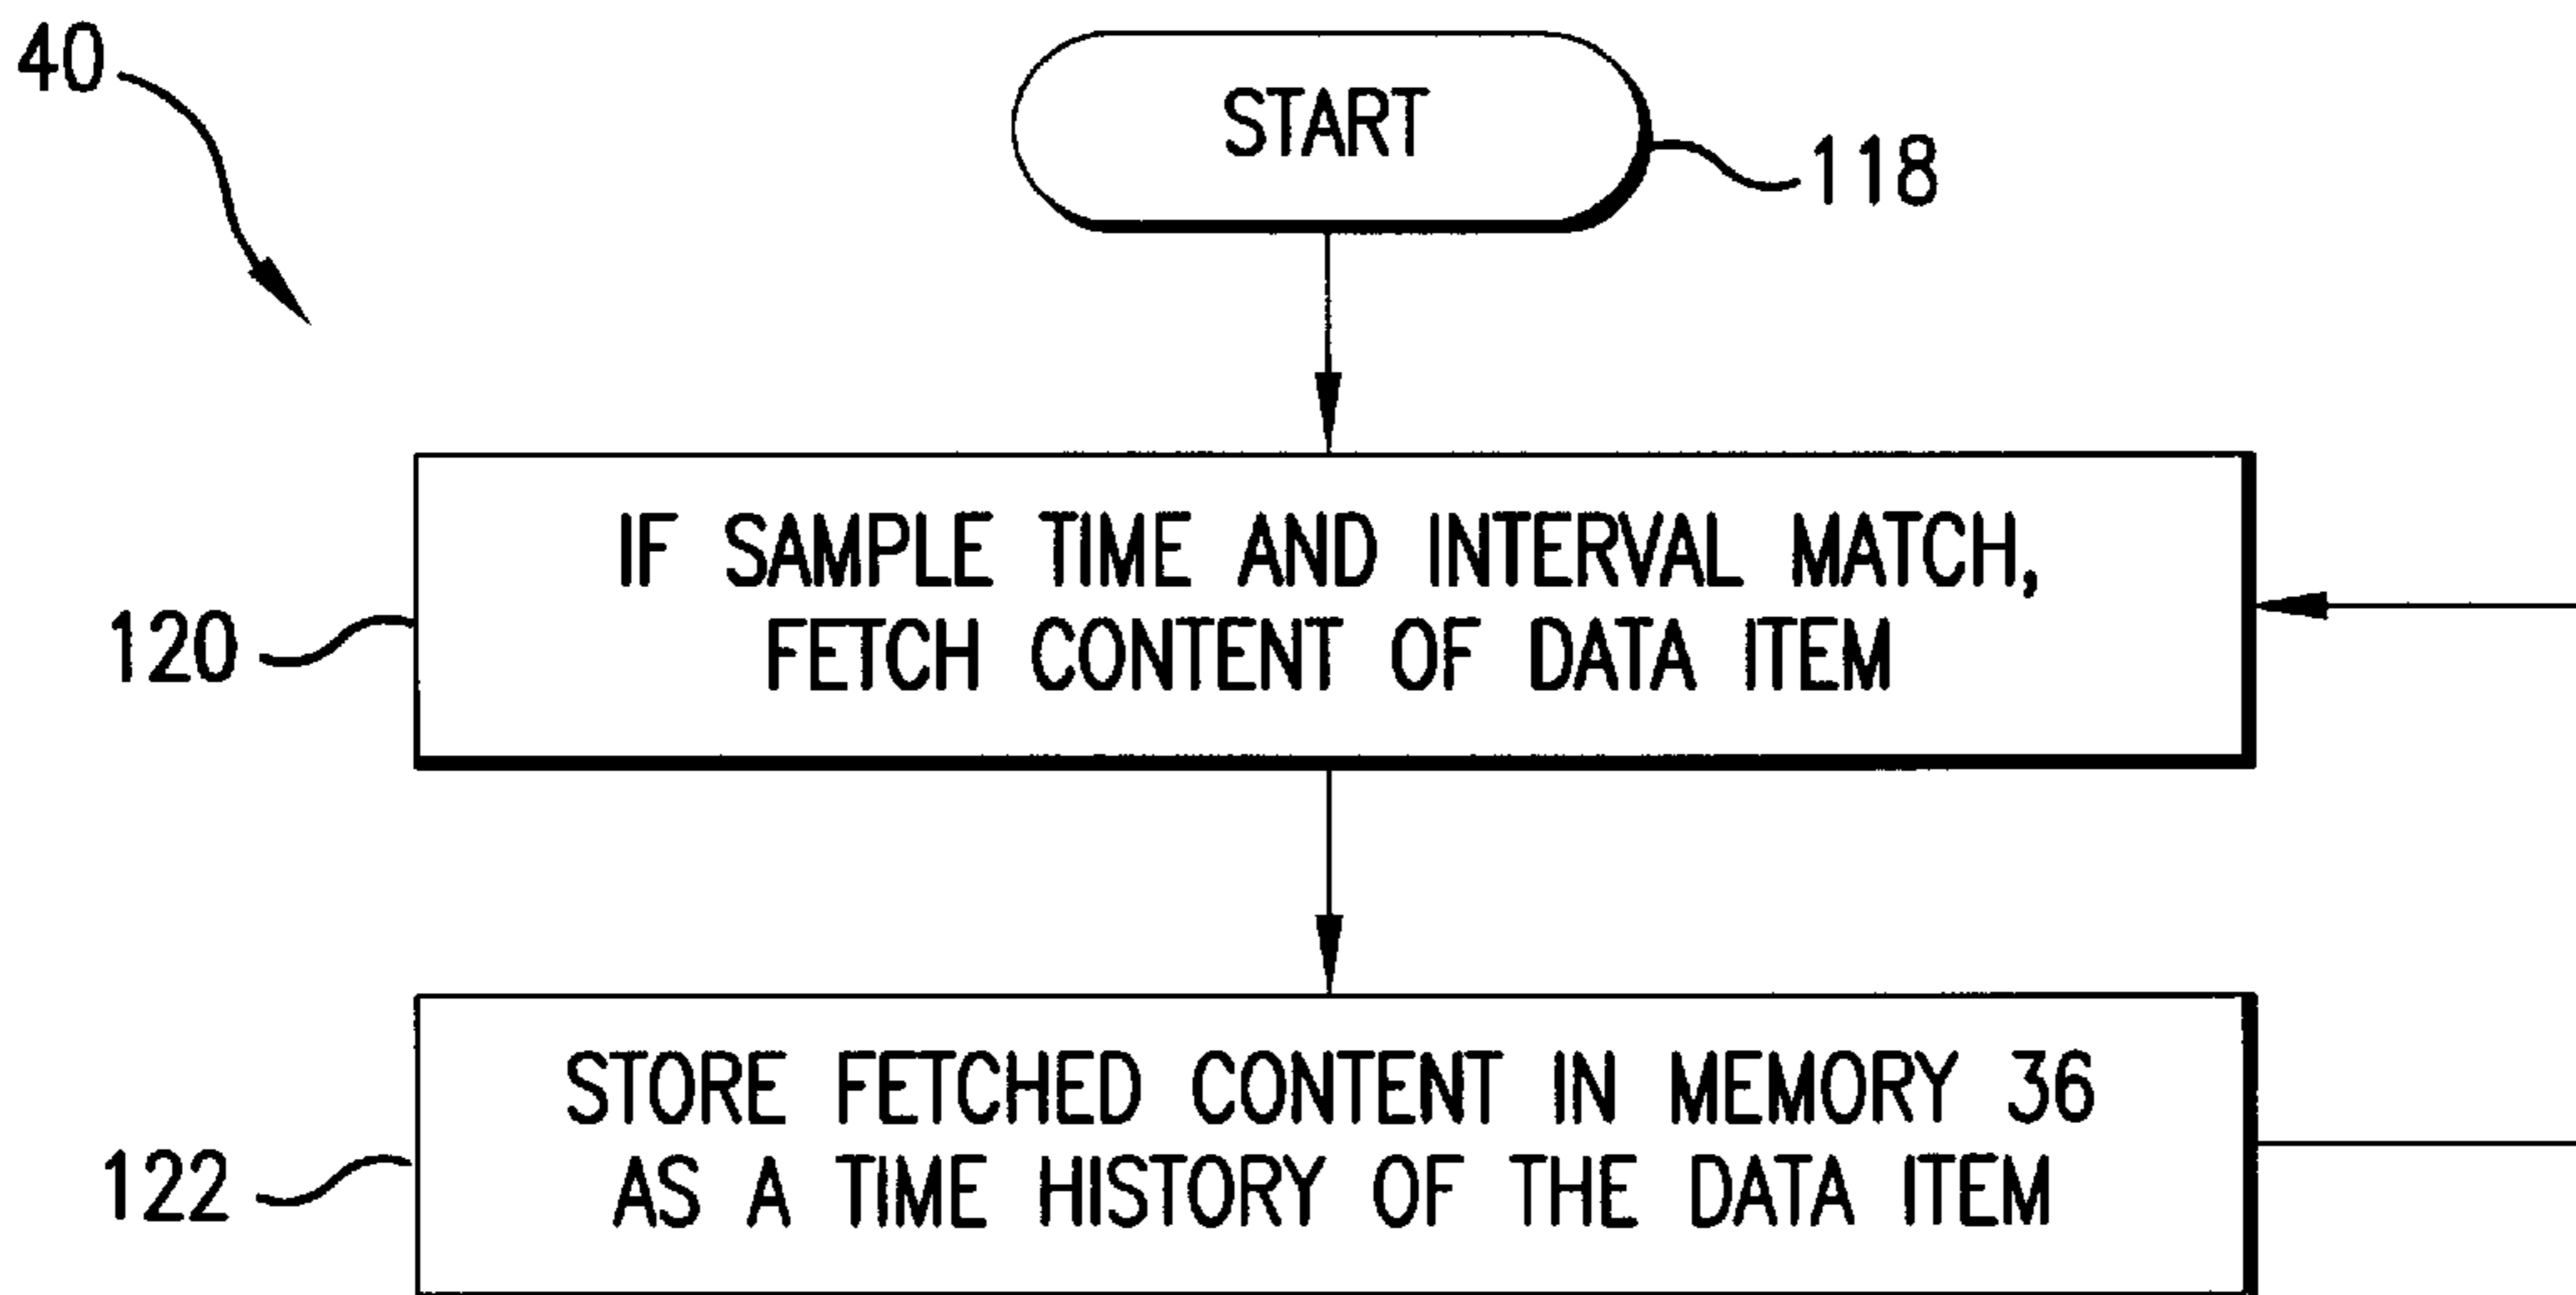 40
START
118
IF SAMPLE TIME AND INTERVAL MATCH,
FETCH CONTENT OF DATA ITEM
120
STORE FETCHED CONTENT IN MEMORY 36
AS A TIME HISTORY OF THE DATA ITEM
122